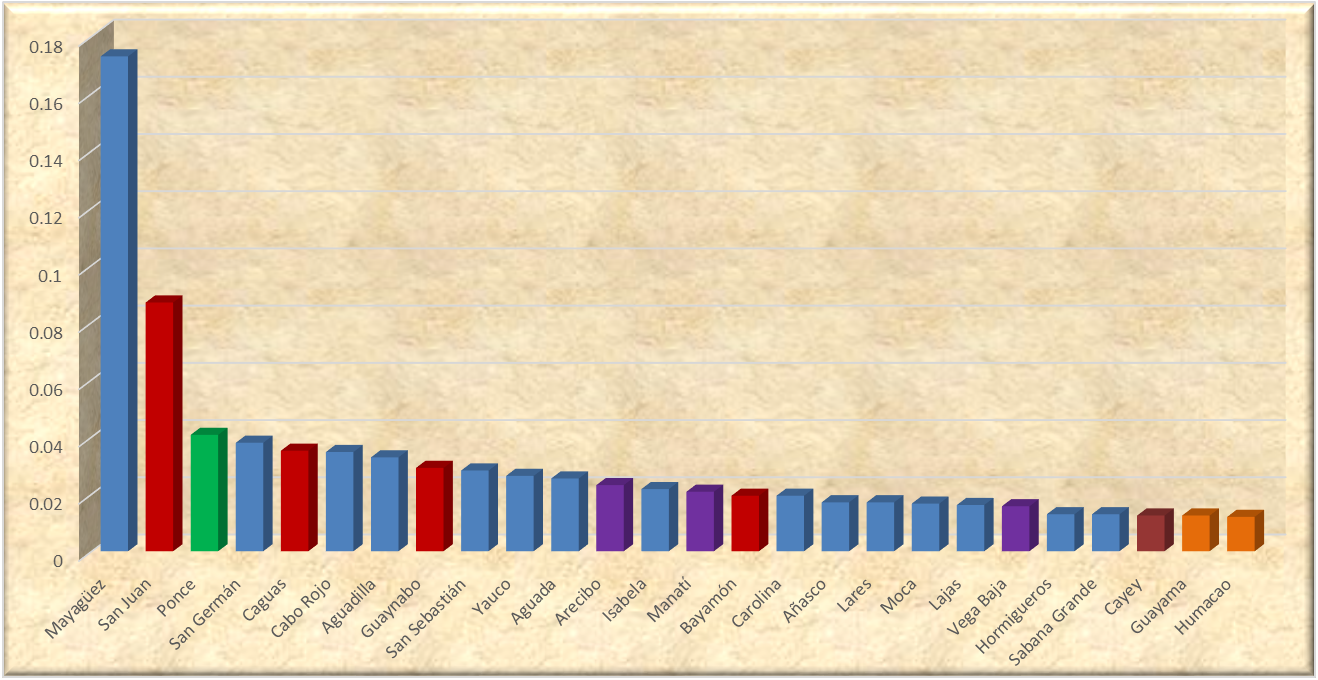 0.18
0.16
0.14
0.12
0.1
0.08
0.06
0.04
0.02
0
Mayagüez
San Juan
Ponce
San Germán
Caguas
Cabo Rojo
Aguadilla
Guaynabo
San Sebastián
Yauco
Aguada
Arecibo
Isabela
Manatí
Bayamón
Carolina
Añasco
Lares
Moca
Lajas
Vega Baja
Hormigueros
Sabana Grande
Cayey
Guayama
Humacao